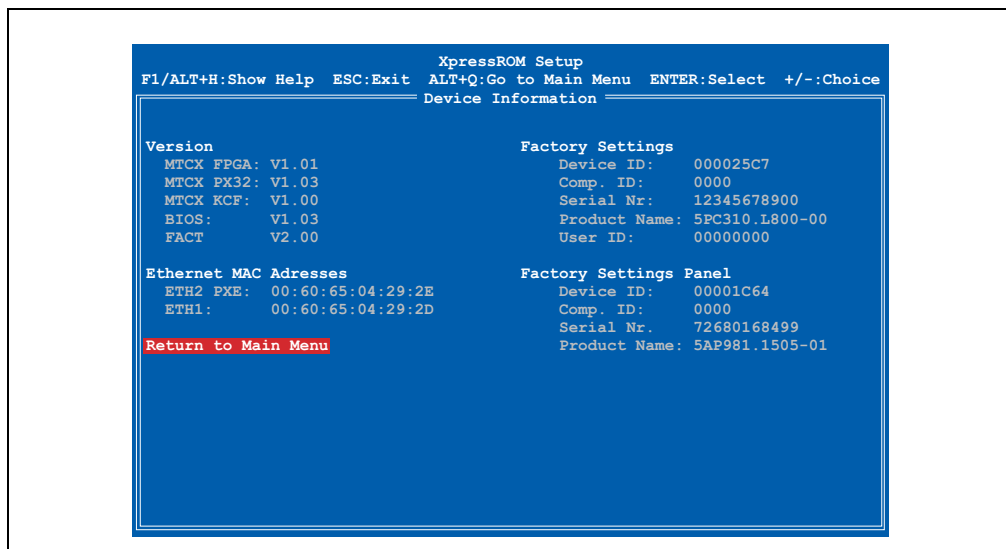 XpressROM Setup
F1/ALT+H:Show Help ESC:Exit ALT+Q:Go to Main Menu ENTER:Select +/-:Choice
Device Information
Version
MTCX FPGA: V1.01
MTCX PX32: V1.03
MTCX KCF: V1.00
BIOS: V1.03
FACT V2.00
Ethernet MAC Adresses
ETH2 PXE: 00:60:65:04:29:2E
ETH1: 00:60:65:04:29:2D
Return to Main Menu
Factory Settings
Device ID: 000025C7
Comp. ID: 0000
Serial Nr: 12345678900
Product Name: 5PC310.L800-00
User ID: 00000000
Factory Settings Panel
Device ID: 00001C64
Comp. ID: 0000
Serial Nr. 72680168499
Product Name: 5AP981.1505-01